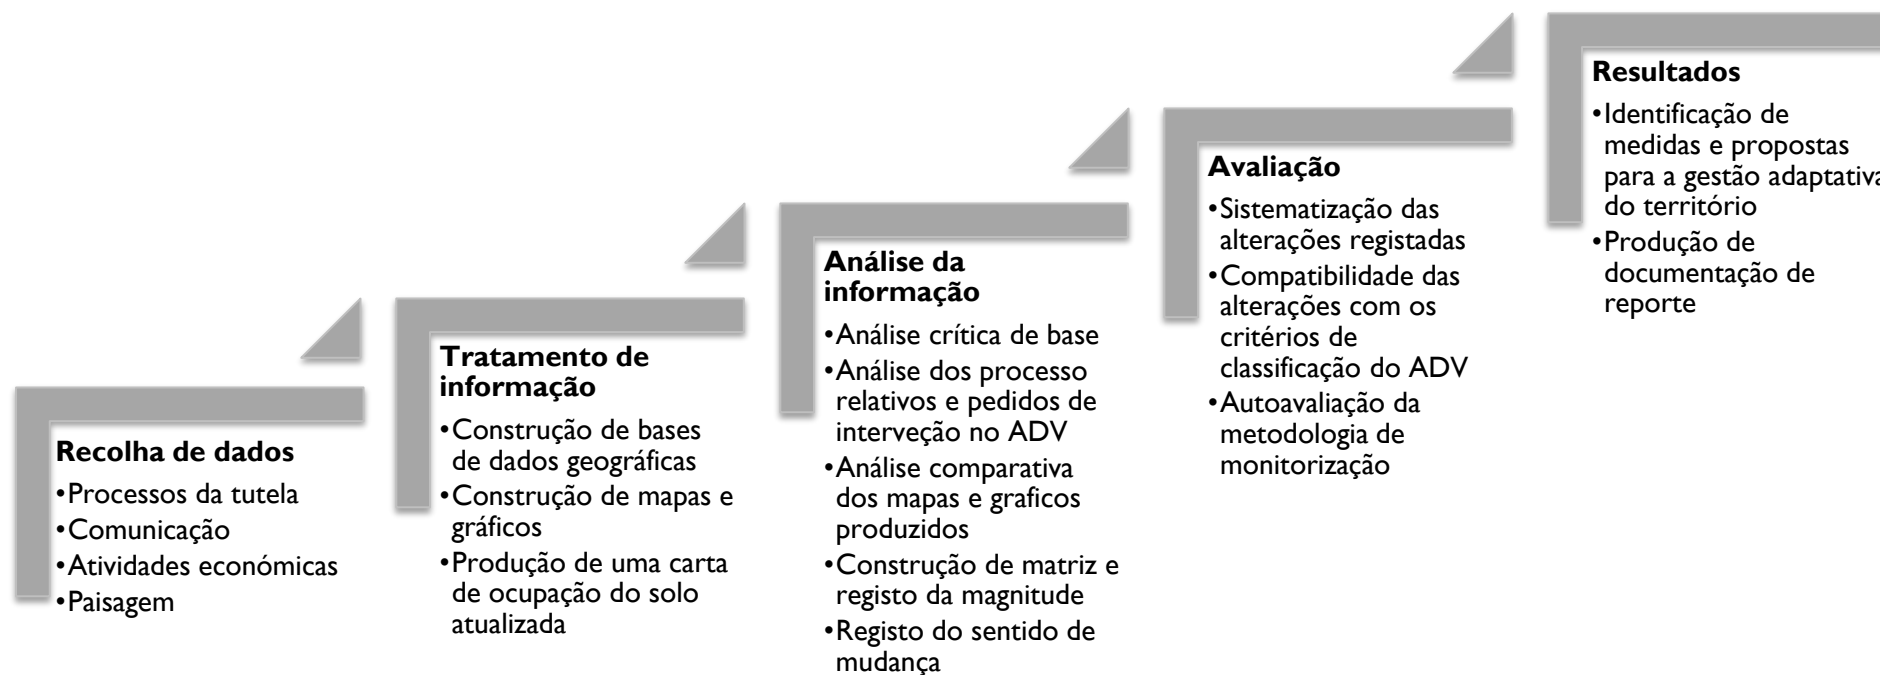 Recolha de dados
•Processos da tutela
•Comunicação
•Atividades económicas
•Paisagem
Tratamento de
informação
•Construção de bases
de dados geográficas
•Construção de mapas e
gráficos
•Produção de uma carta
de ocupação do solo
atualizada
Análise da
informação
•Análise crítica de base
•Análise dos processo
relativos e pedidos de
interveção no ADV
•Análise comparativa
dos mapas e graficos
produzidos
•Construção de matriz e
registo da magnitude
•Registo do sentido de
mudança
Avaliação
•Sistematização das
alterações registadas
•Compatibilidade das
alterações com os
critérios de
classificação do ADV
•Autoavaliação da
metodologia de
monitorização
Resultados
•Identificação de
medidas e propostas
para a gestão adaptativa
do território
•Produção de
documentação de
reporte